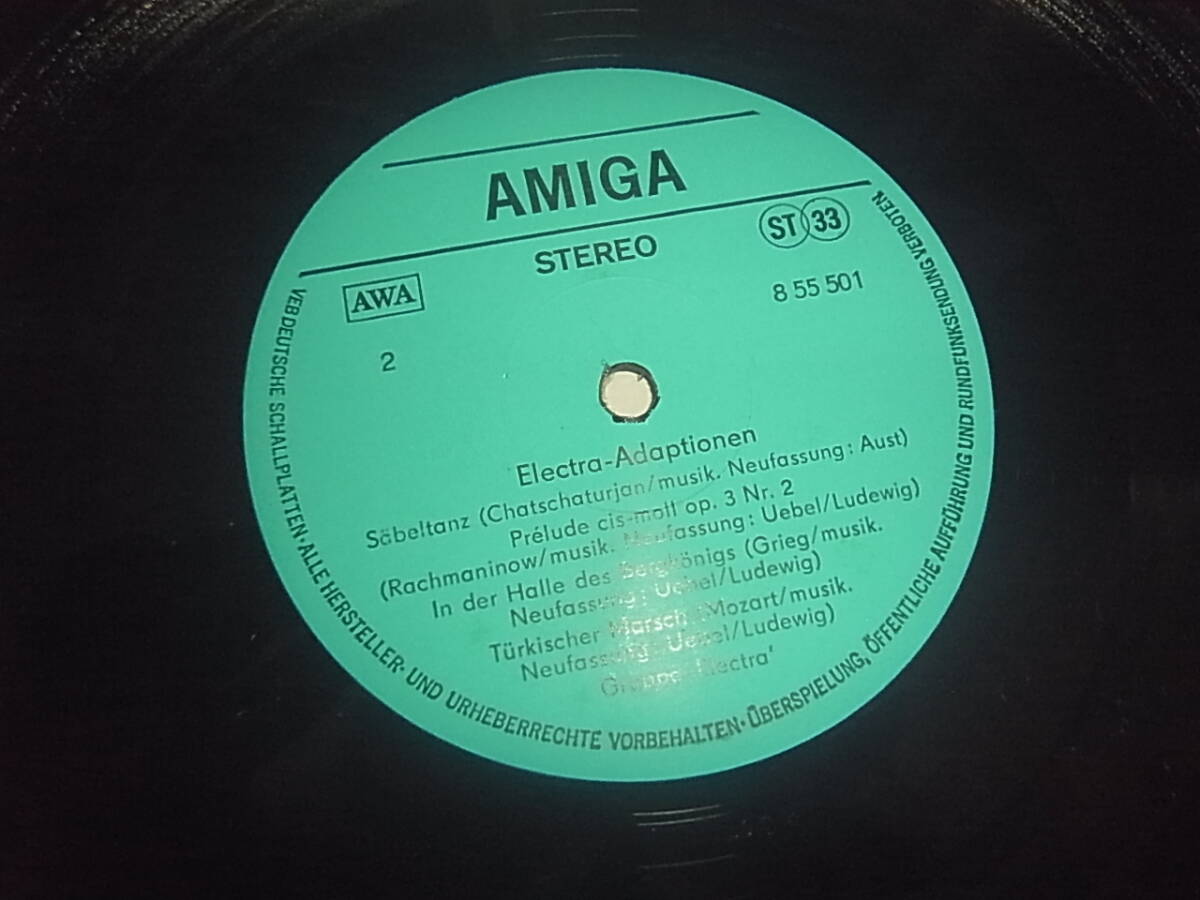 AMIGA
STEREO
ST 33
AWA
8 55 501
2
Electra-Adaptionen
Säbeltanz (Chatschaturjan/musik. Neufassung: Aust)
Prélude cis-moll op. 3 Nr. 2
(Rachmaninow/musik. Neufassung: Uebel/Ludewig)
In der Halle des Bergkönigs (Grieg/musik.
Neufassung: Uebel/Ludewig)
Türkischer Marsch (Mozart/musik.
Neufassung: Uebel/Ludewig)
Gruppe 'electra'
VEB DEUTSCHE SCHALLPLATTEN · ALLE HERSTELLER- UND URHEBERRECHTE VORBEHALTEN · ÜBERSPIELUNG, ÖFFENTLICHE AUFFÜHRUNG UND RUNDFUNKSENDUNG VERBOTEN